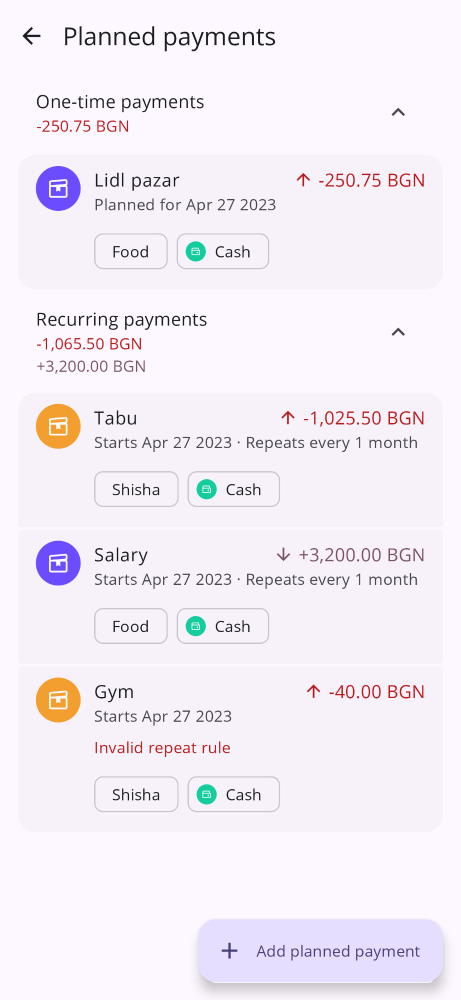 Planned payments
One-time payments
-250.75 BGN
Lidl pazar
-250.75 BGN
Planned for Apr 27 2023
Food
Cash
Recurring payments
-1,065.50 BGN
+3,200.00 BGN
Tabu
-1,025.50 BGN
Starts Apr 27 2023 · Repeats every 1 month
Shisha
Cash
Salary
+3,200.00 BGN
Starts Apr 27 2023 · Repeats every 1 month
Food
Cash
Gym
-40.00 BGN
Starts Apr 27 2023
Invalid repeat rule
Shisha
Cash
Add planned payment